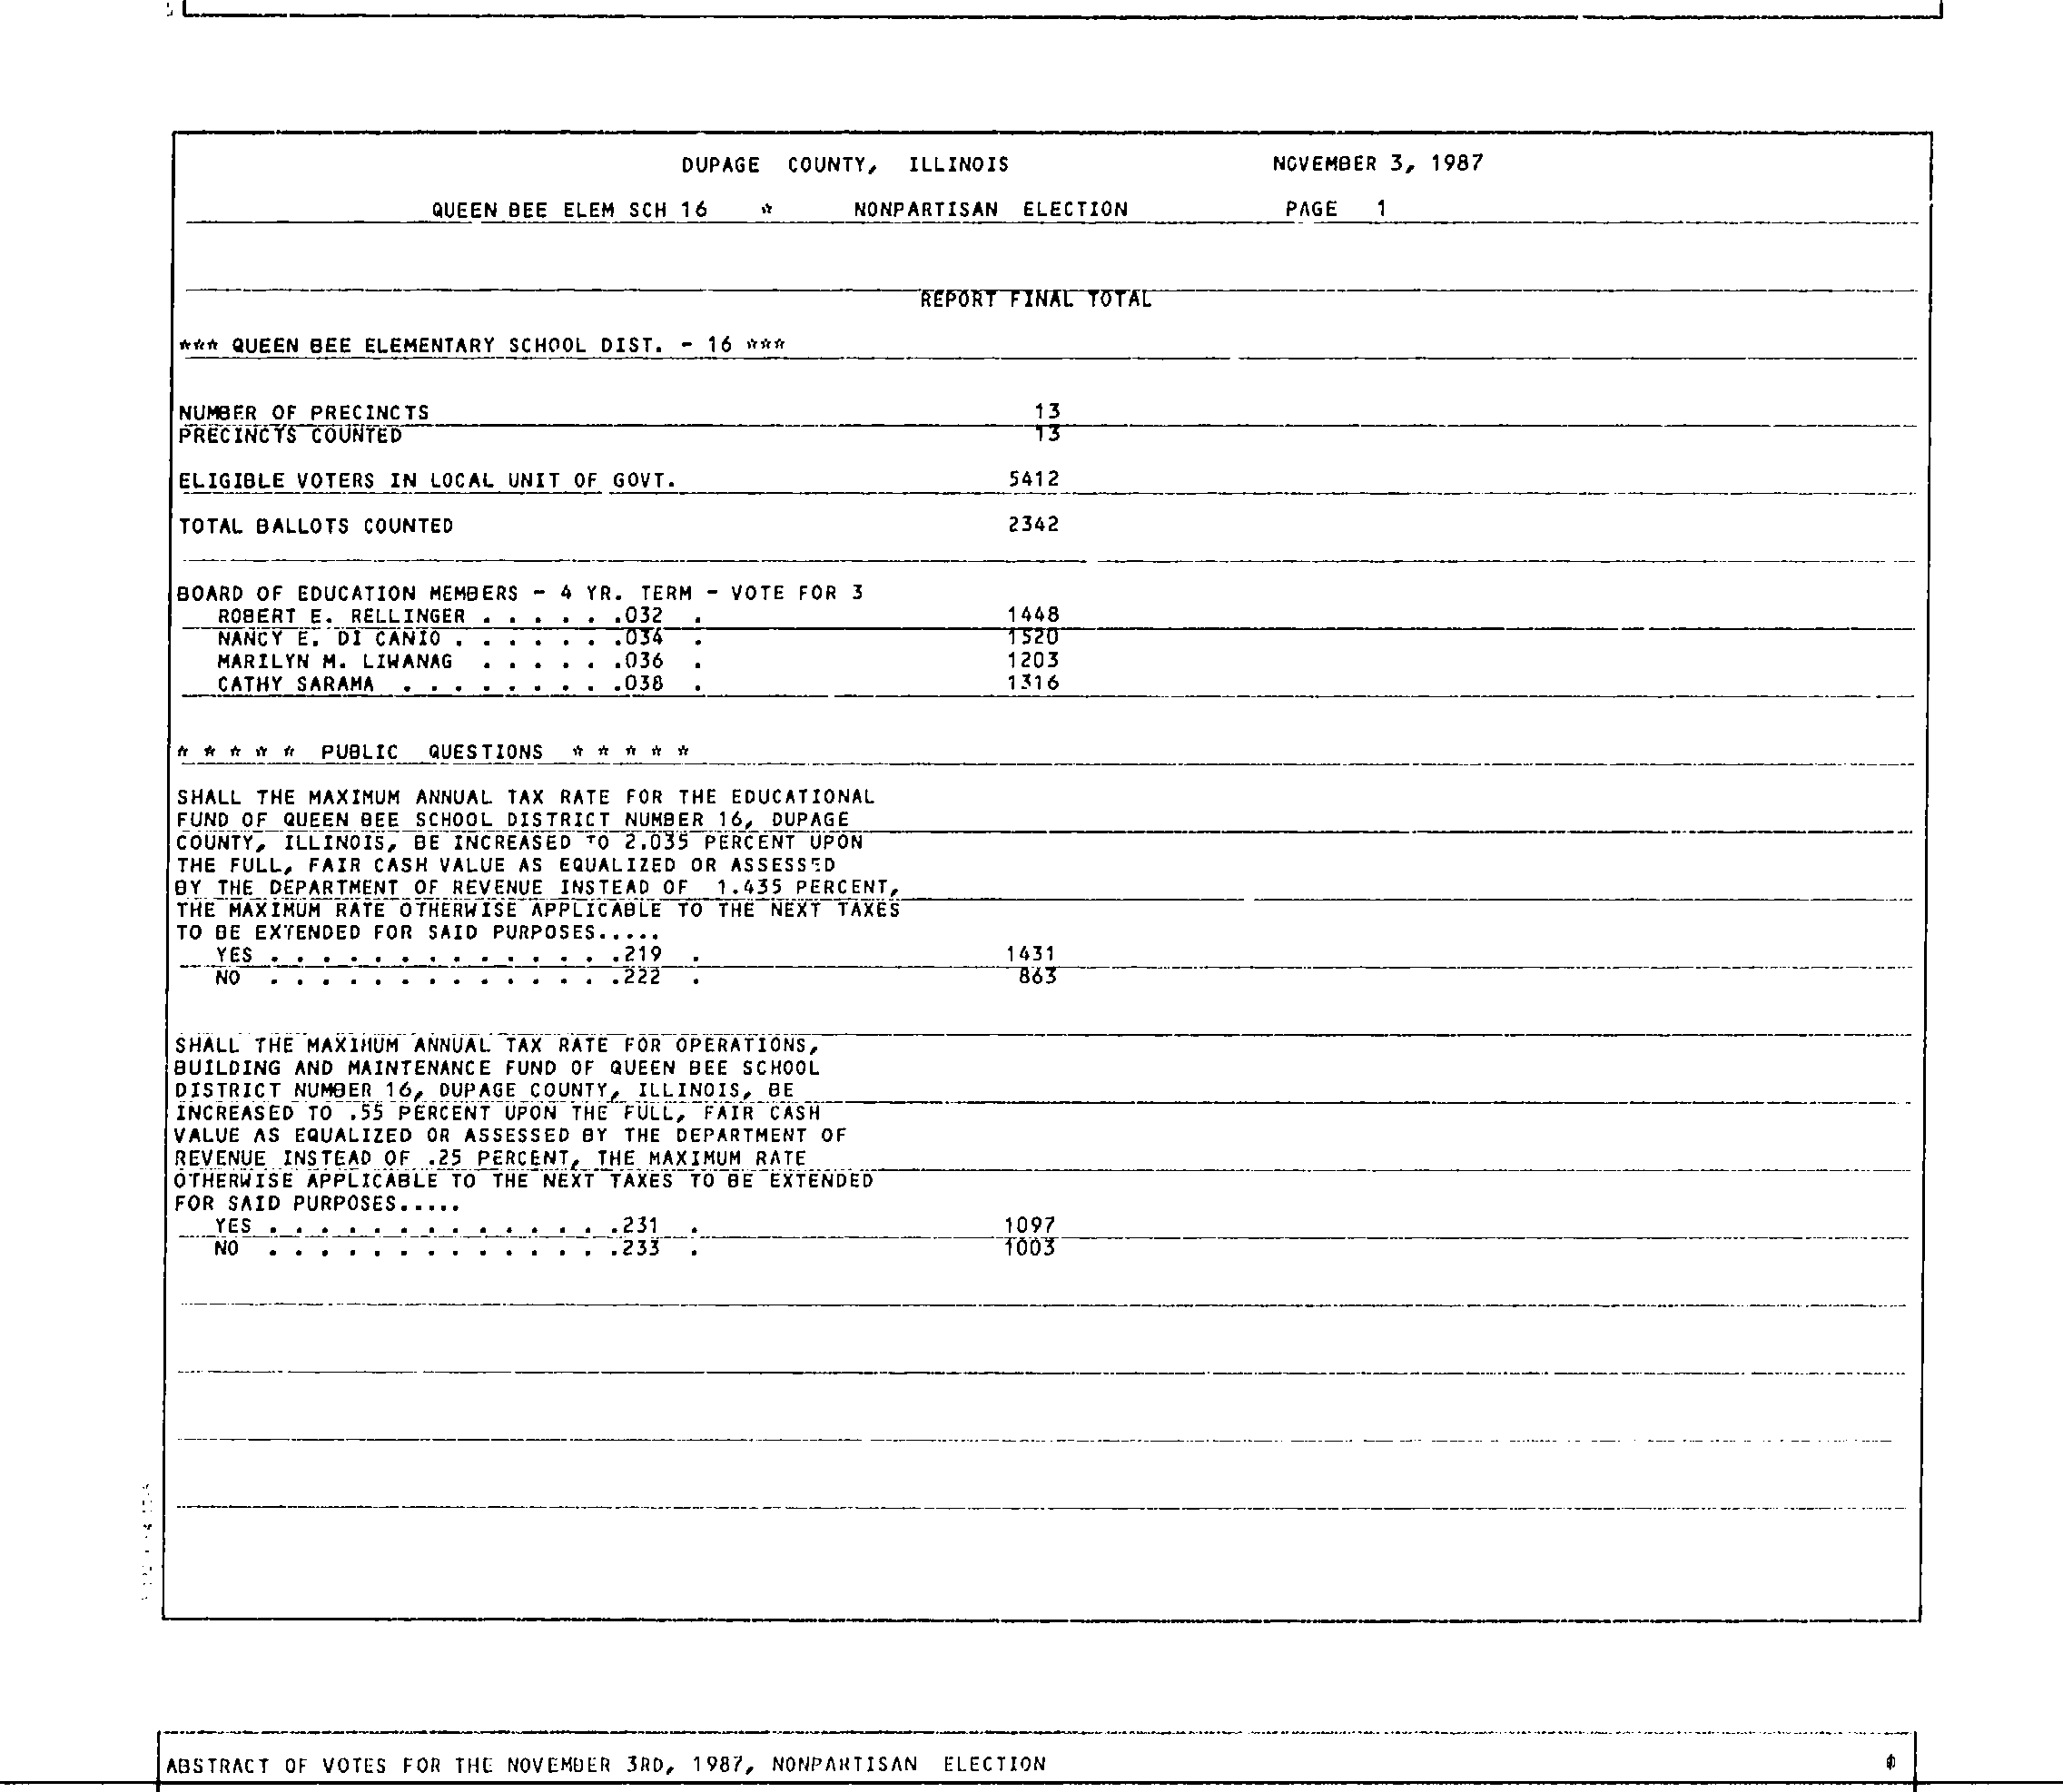 DUPAGE COUNTY, ILLINOIS NOVEMBER 3, 1987
QUEEN BEE ELEM SCH 16 * NONPARTISAN ELECTION PAGE 1
REPORT FINAL TOTAL
*** QUEEN BEE ELEMENTARY SCHOOL DIST. - 16 ***
NUMBER OF PRECINCTS 13
PRECINCTS COUNTED 13
ELIGIBLE VOTERS IN LOCAL UNIT OF GOVT. 5412
TOTAL BALLOTS COUNTED 2342
BOARD OF EDUCATION MEMBERS - 4 YR. TERM - VOTE FOR 3
ROBERT E. RELLINGER . . . . . .032 . 1448
NANCY E. DI CANIO . . . . . . .034 . 1520
MARILYN M. LIWANAG . . . . . .036 . 1203
CATHY SARAMA . . . . . . . . .038 . 1316
* * * * * PUBLIC QUESTIONS * * * * *
SHALL THE MAXIMUM ANNUAL TAX RATE FOR THE EDUCATIONAL
FUND OF QUEEN BEE SCHOOL DISTRICT NUMBER 16, DUPAGE
COUNTY, ILLINOIS, BE INCREASED TO 2.035 PERCENT UPON
THE FULL, FAIR CASH VALUE AS EQUALIZED OR ASSESSED
BY THE DEPARTMENT OF REVENUE INSTEAD OF 1.435 PERCENT,
THE MAXIMUM RATE OTHERWISE APPLICABLE TO THE NEXT TAXES
TO BE EXTENDED FOR SAID PURPOSES.....
YES . . . . . . . . . . . . . .219 . 1431
NO . . . . . . . . . . . . . .222 . 863
SHALL THE MAXIMUM ANNUAL TAX RATE FOR OPERATIONS,
BUILDING AND MAINTENANCE FUND OF QUEEN BEE SCHOOL
DISTRICT NUMBER 16, DUPAGE COUNTY, ILLINOIS, BE
INCREASED TO .55 PERCENT UPON THE FULL, FAIR CASH
VALUE AS EQUALIZED OR ASSESSED BY THE DEPARTMENT OF
REVENUE INSTEAD OF .25 PERCENT, THE MAXIMUM RATE
OTHERWISE APPLICABLE TO THE NEXT TAXES TO BE EXTENDED
FOR SAID PURPOSES.....
YES . . . . . . . . . . . . . .231 . 1097
NO . . . . . . . . . . . . . .233 . 1003
ABSTRACT OF VOTES FOR THE NOVEMBER 3RD, 1987, NONPARTISAN ELECTION